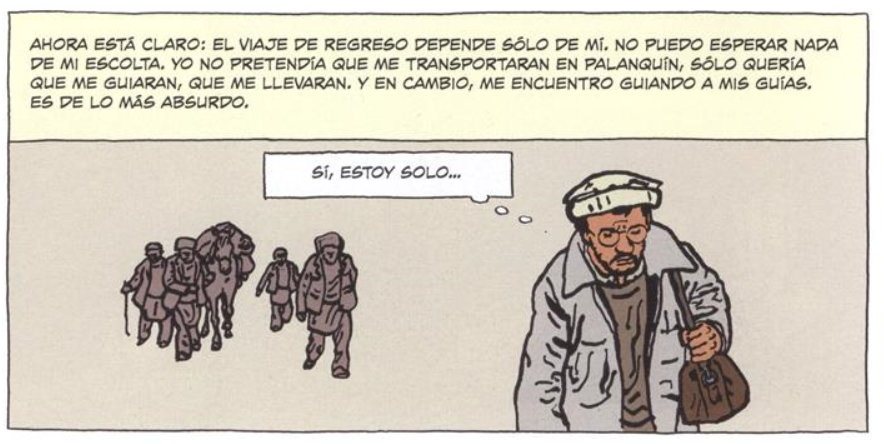 AHORA ESTÁ CLARO: EL VIAJE DE REGRESO DEPENDE SÓLO DE MÍ. NO PUEDO ESPERAR NADA
DE MI ESCOLTA. YO NO PRETENDÍA QUE ME TRANSPORTARAN EN PALANQUÍN, SÓLO QUERÍA
QUE ME GUIARAN, QUE ME LLEVARAN. Y EN CAMBIO, ME ENCUENTRO GUIANDO A MIS GUÍAS.
ES DE LO MÁS ABSURDO.
SÍ, ESTOY SOLO...